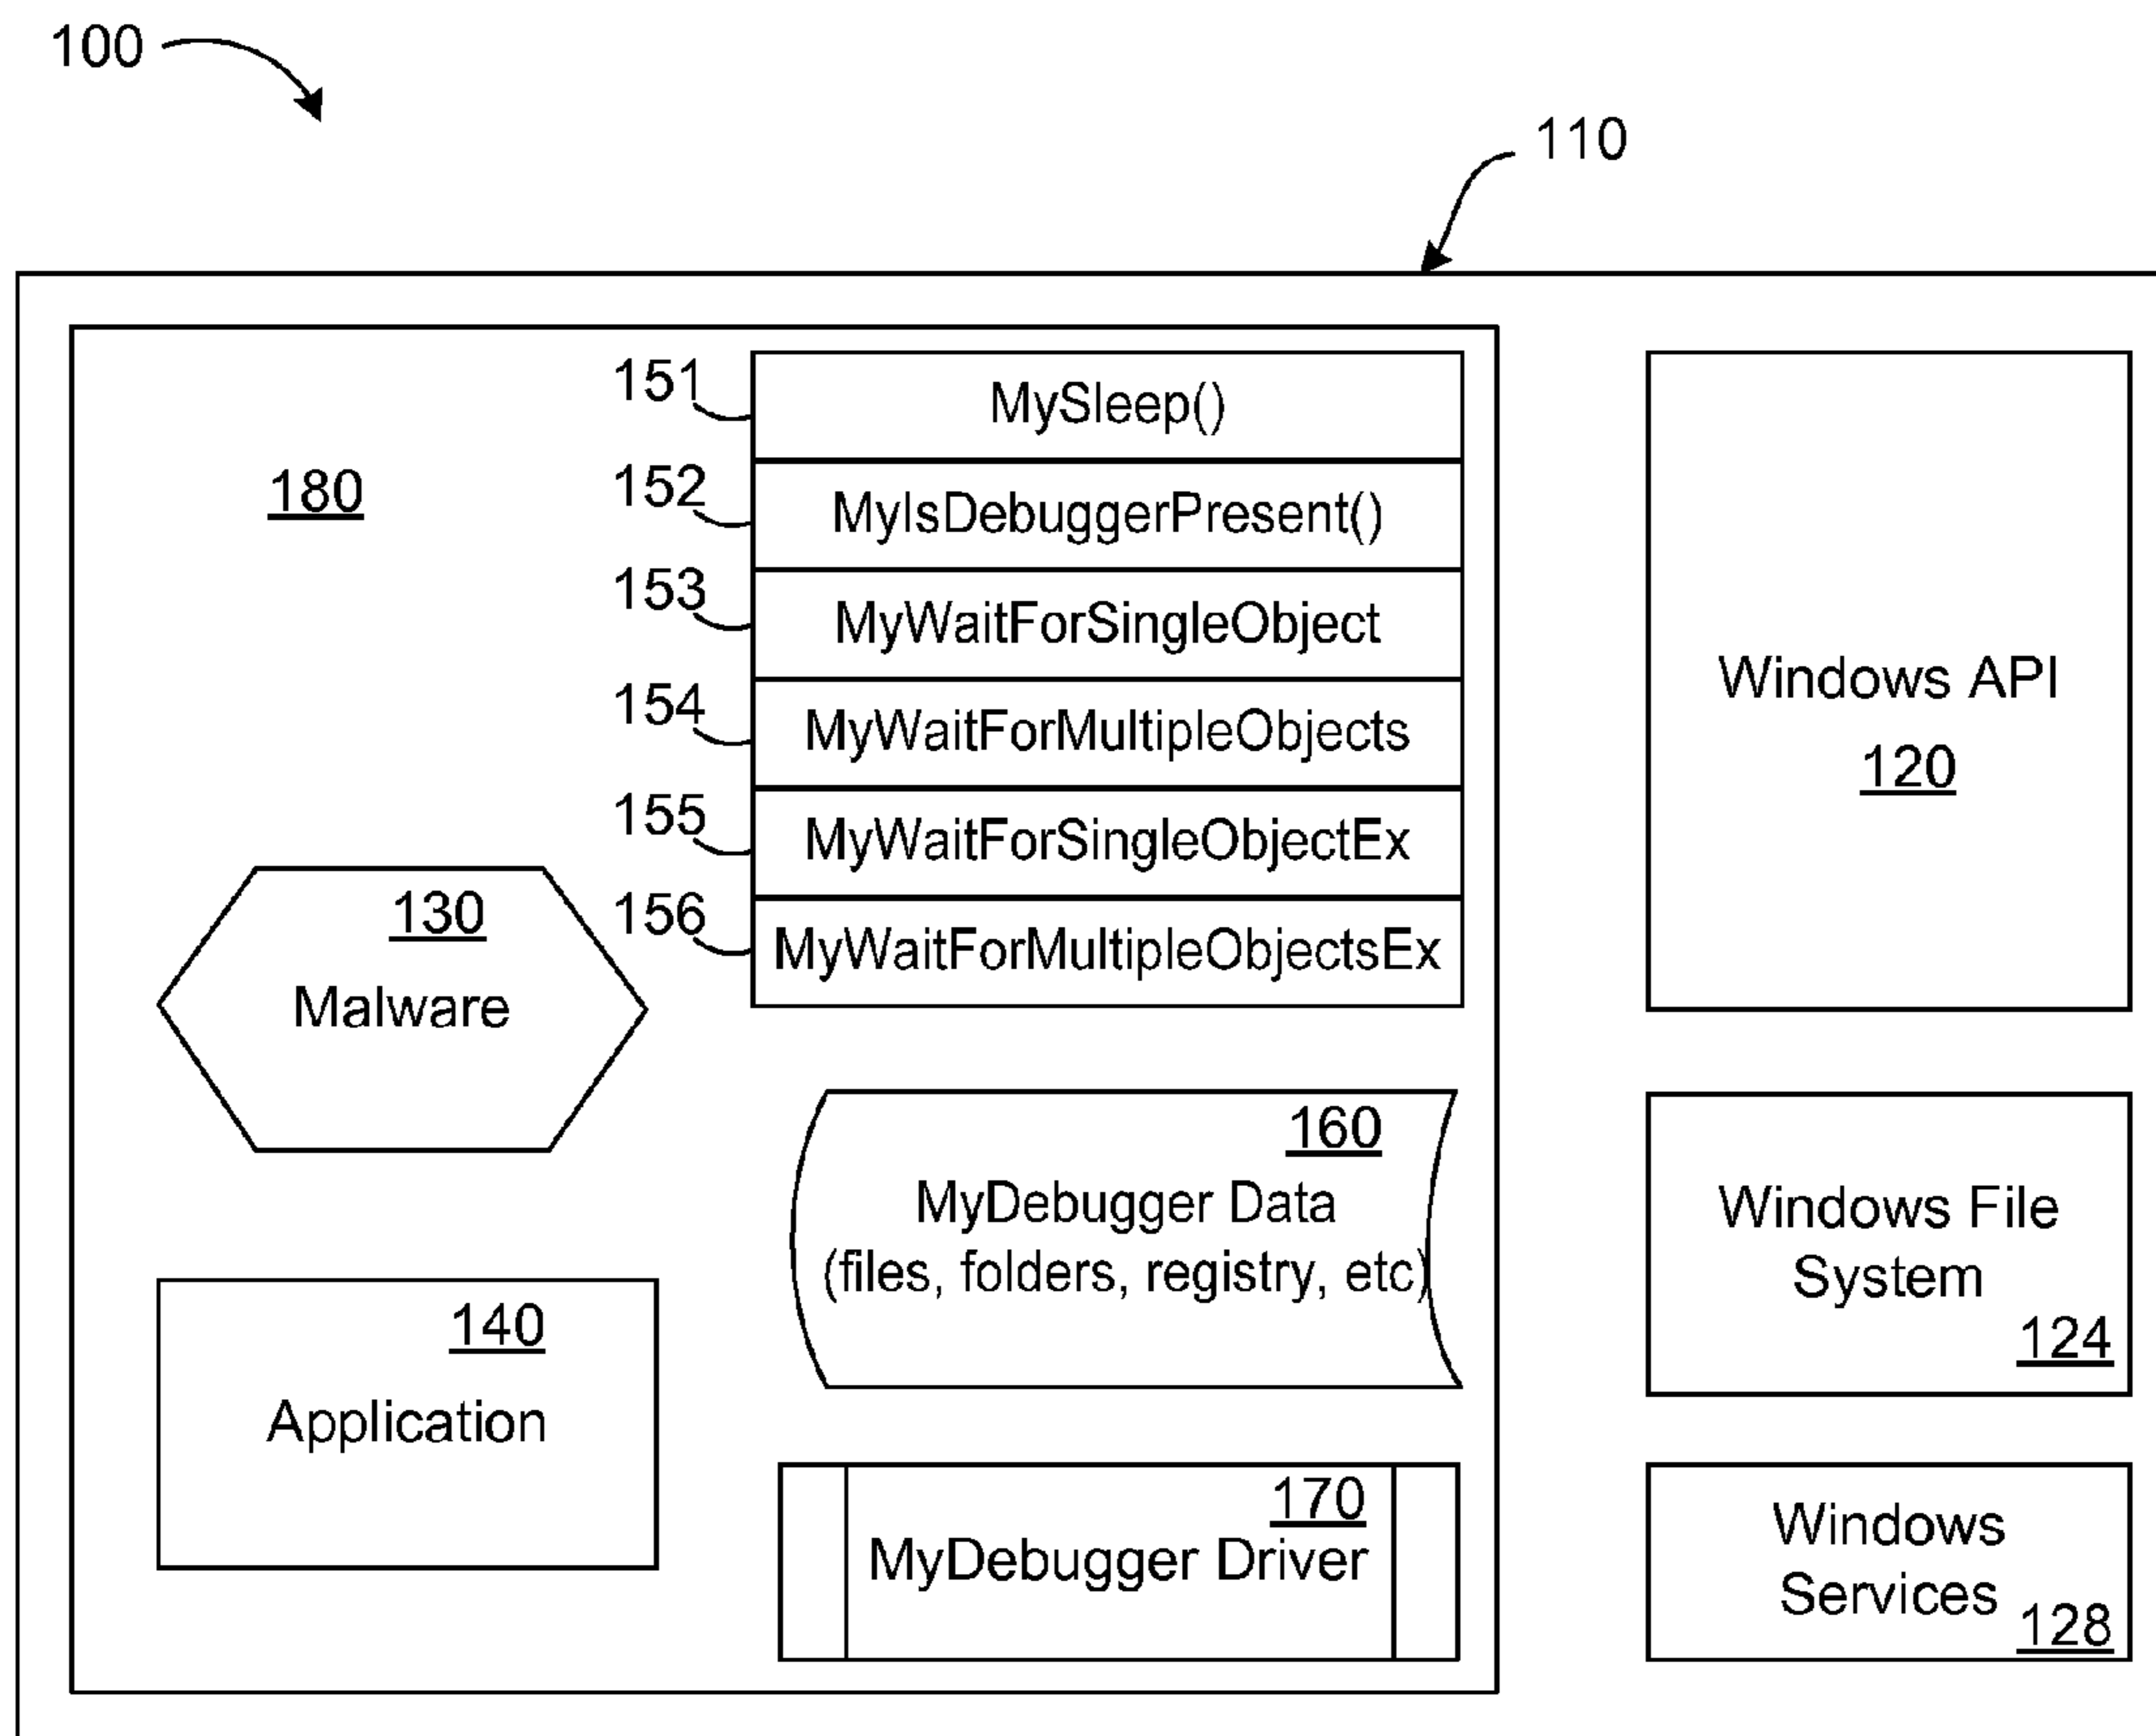 100
110
151
MySleep()
180
152
MyIsDebuggerPresent()
153
MyWaitForSingleObject
154
MyWaitForMultipleObjects
155
MyWaitForSingleObjectEx
156
MyWaitForMultipleObjectsEx
130
Malware
140
Application
160
MyDebugger Data
(files, folders, registry, etc)
170
MyDebugger Driver
Windows API
120
Windows File
System
124
Windows
Services
128